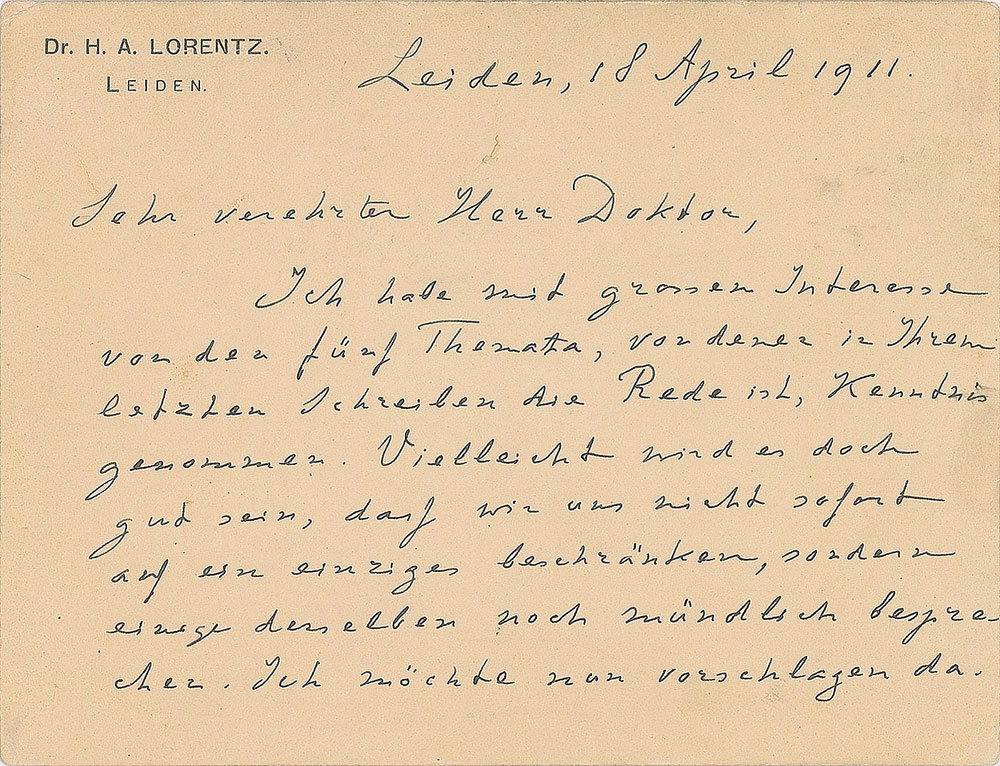 Dr. H. A. LORENTZ.
LEIDEN.
Leiden, 18 April 1911.
Sehr verehrter Herr Doktor,
Ich habe mit grossem Interesse
von den fünf Themata, von denen in Ihrem
letzten Schreiben die Rede ist, Kenntnis
genommen. Vielleicht wird es doch
gut sein, dass wir uns nicht sofort
auf ein einziges beschränken, sondern
einige derselben noch mündlich bespre-
chen. Ich möchte nun vorschlagen da-